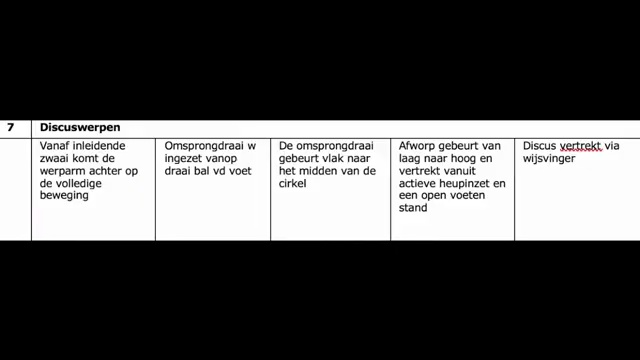 7 Discuswerpen
Vanaf inleidende
zwaai komt de
werparm achter op
de volledige
beweging
Omsprongdraai w
ingezet vanop
draai bal vd voet
De omsprongdraai
gebeurt vlak naar
het midden van de
cirkel
Afworp gebeurt van
laag naar hoog en
vertrekt vanuit
actieve heupinzet en
een open voeten
stand
Discus vertrekt via
wijsvinger